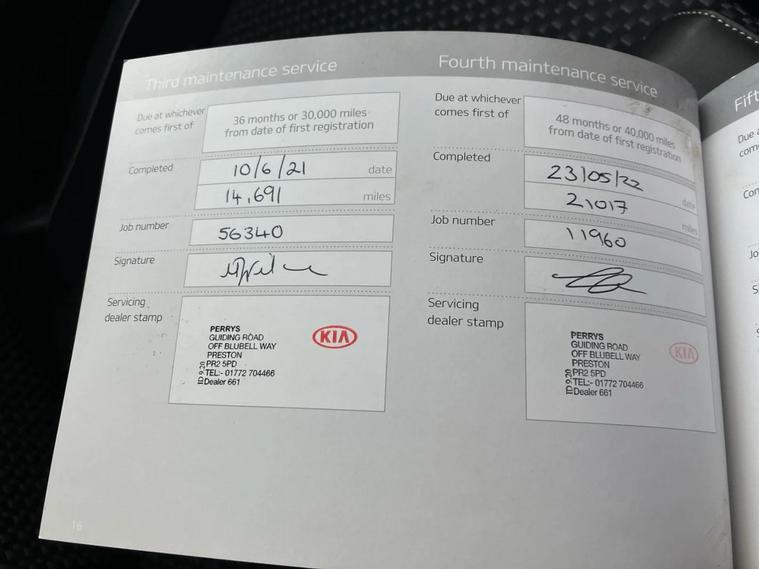 Third maintenance service
Due at whichever
comes first of
36 months or 30,000 miles
from date of first registration
Completed
10/6/21 date
14,691 miles
Job number
56340
Signature
Servicing
dealer stamp
PERRYS
GUIDING ROAD
OFF BLUBELL WAY
PRESTON
PR2 5PD
TEL:- 01772 704466
Dealer 661
KIA
16
Fourth maintenance service
Due at whichever
comes first of
48 months or 40,000 miles
from date of first registration
Completed
23/05/22 date
21017 miles
Job number
11960
Signature
Servicing
dealer stamp
PERRYS
GUIDING ROAD
OFF BLUBELL WAY
PRESTON
PR2 5PD
TEL:- 01772 704466
Dealer 661
KIA
Fift
Due a
com
Con
Jo
S